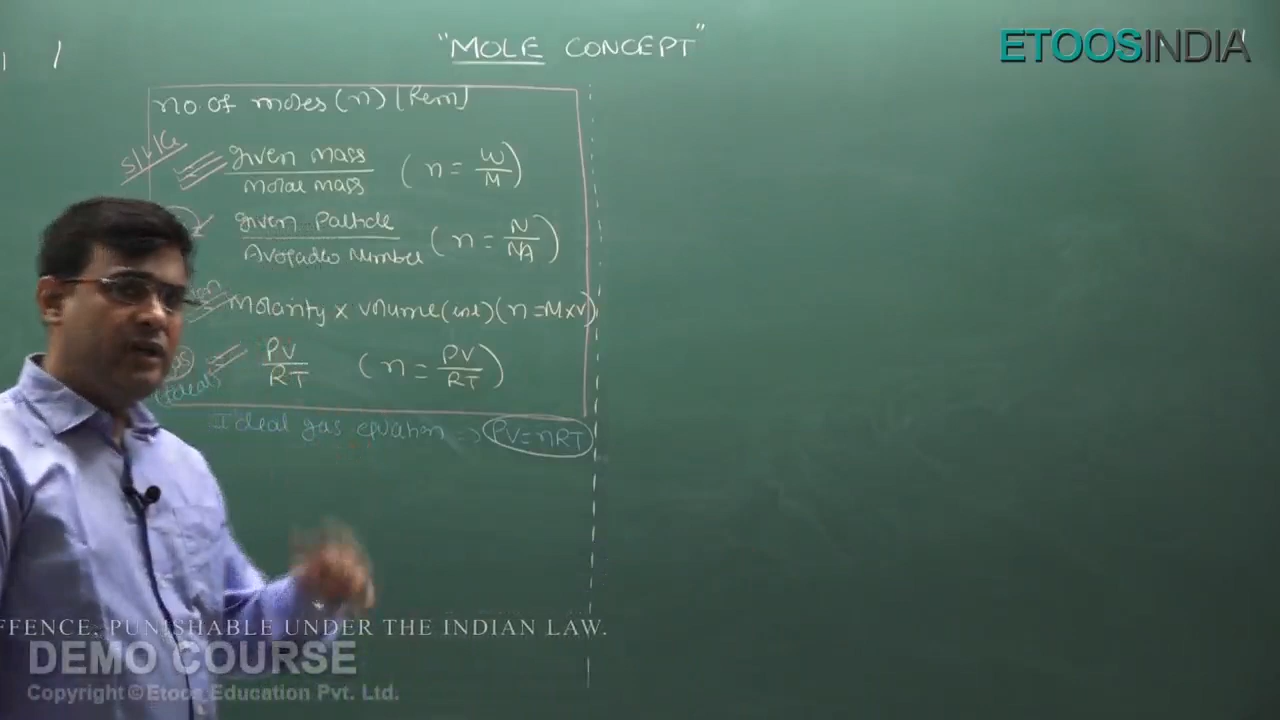 "MOLE CONCEPT"
ETOOSINDIA
no. of moles (n) [Rem]
S/L/G
given mass
molar mass
(n = W/M)
given Particle
Avogadro Number
(n = N/NA)
Molarity × volume (in L) (n = M×V)
PV
RT
(n = PV/RT)
(Ideal)
Ideal gas equation => PV=nRT
FFENCE, PUNISHABLE UNDER THE INDIAN LAW.
DEMO COURSE
Copyright © Etoos Education Pvt. Ltd.